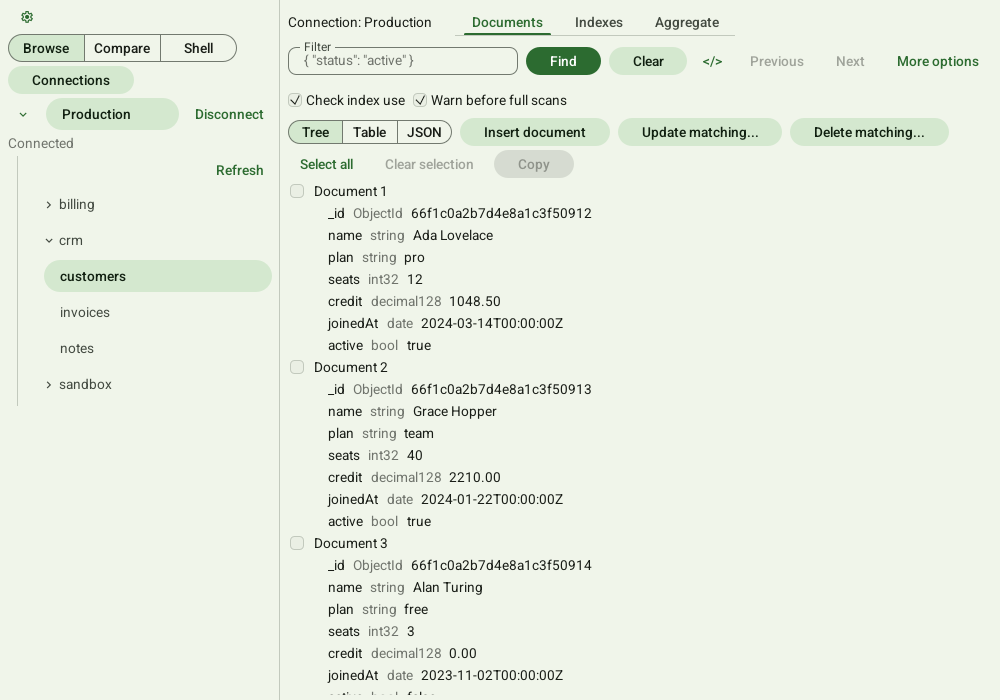 Connection: Production
Documents
Indexes
Aggregate
Browse
Compare
Shell
Connections
Production
Disconnect
Connected
Refresh
billing
crm
customers
invoices
notes
sandbox
Filter
{ "status": "active" }
Find
Clear
</>
Previous
Next
More options
Check index use
Warn before full scans
Tree
Table
JSON
Insert document
Update matching...
Delete matching...
Select all
Clear selection
Copy
Document 1
_id ObjectId 66f1c0a2b7d4e8a1c3f50912
name string Ada Lovelace
plan string pro
seats int32 12
credit decimal128 1048.50
joinedAt date 2024-03-14T00:00:00Z
active bool true
Document 2
_id ObjectId 66f1c0a2b7d4e8a1c3f50913
name string Grace Hopper
plan string team
seats int32 40
credit decimal128 2210.00
joinedAt date 2024-01-22T00:00:00Z
active bool true
Document 3
_id ObjectId 66f1c0a2b7d4e8a1c3f50914
name string Alan Turing
plan string free
seats int32 3
credit decimal128 0.00
joinedAt date 2023-11-02T00:00:00Z
active bool false